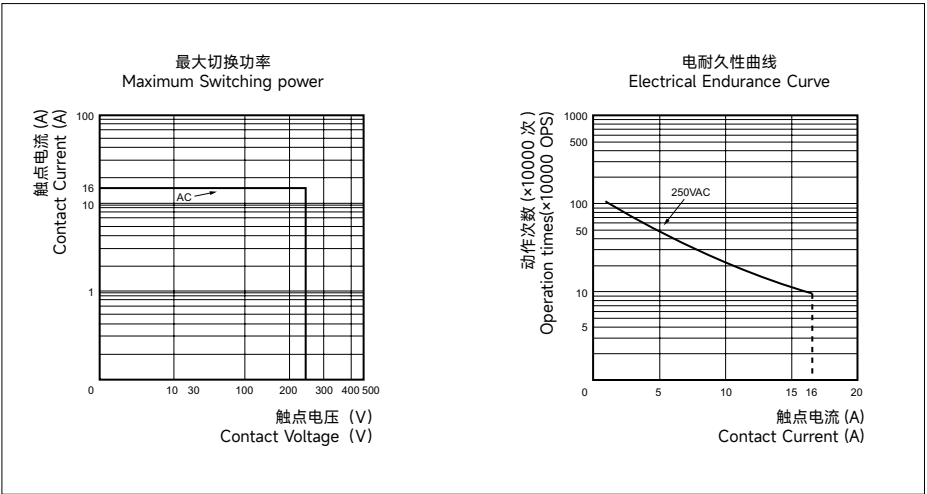 最大切换功率
Maximum Switching power
触点电流 (A)
Contact Current (A)
100
16
10
1
0
AC
10 30 100 200 300 400 500
触点电压 (V)
Contact Voltage (V)
电耐久性曲线
Electrical Endurance Curve
动作次数 (×10000 次 )
Operation times(×10000 OPS)
1000
500
100
50
10
5
0
250VAC
5 10 15 16 20
触点电流 (A)
Contact Current (A)